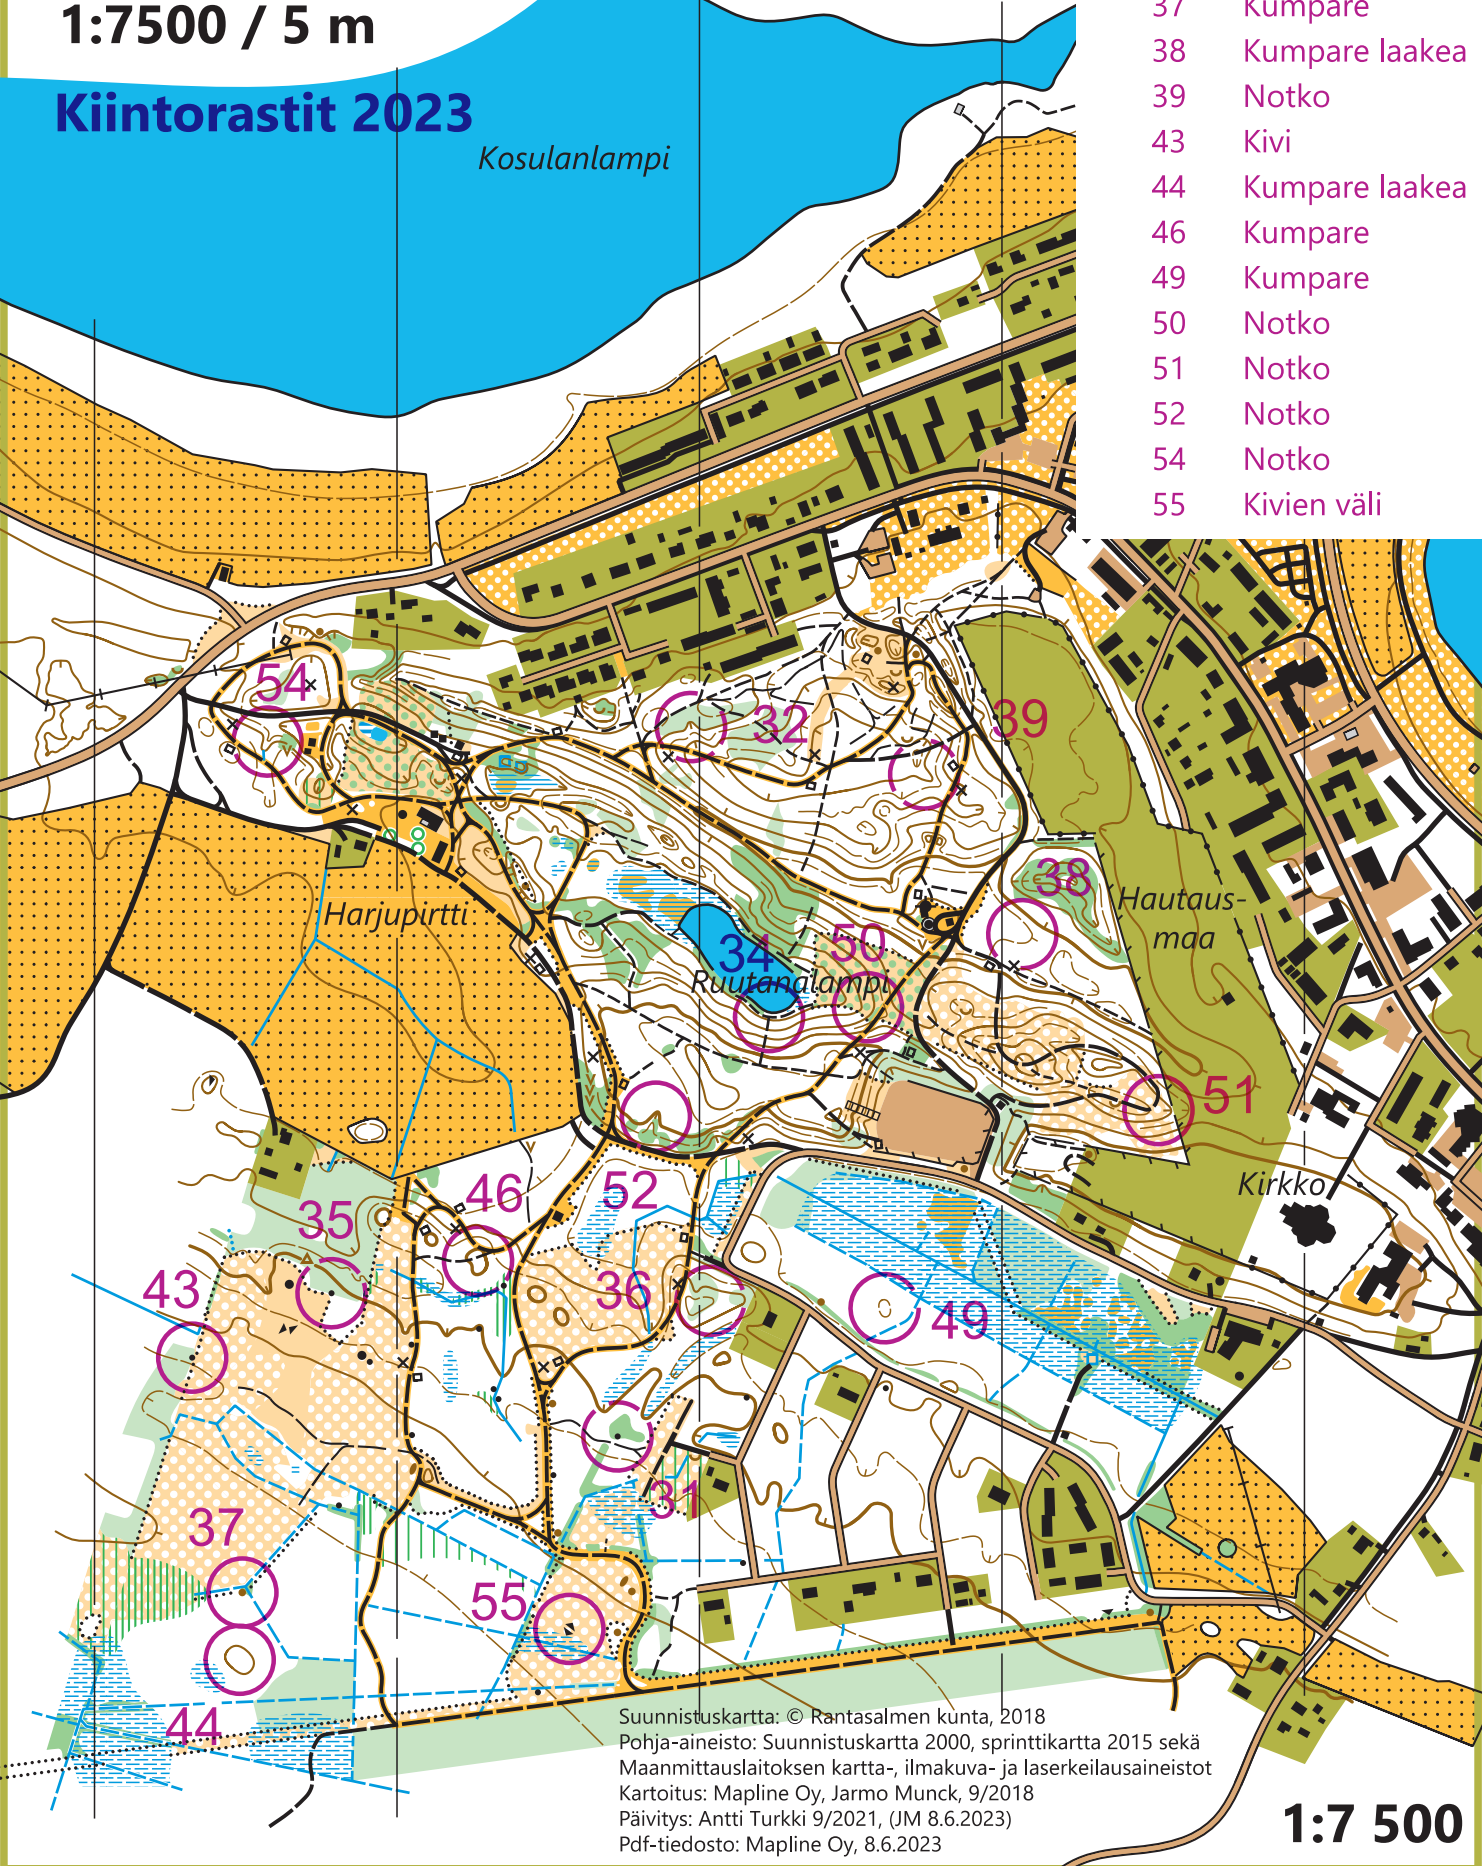 1:7500 / 5 m
Kiintorastit 2023
Kosulanlampi
37 Kumpare
38 Kumpare laakea
39 Notko
43 Kivi
44 Kumpare laakea
46 Kumpare
49 Kumpare
50 Notko
51 Notko
52 Notko
54 Notko
55 Kivien väli
54
32
39
38
Hautaus-
maa
Harjupirtti
34
50
Ruutanalampi
51
52
46
35
Kirkko
43
36
49
31
37
55
44
Suunnistuskartta: © Rantasalmen kunta, 2018
Pohja-aineisto: Suunnistuskartta 2000, sprinttikartta 2015 sekä
Maanmittauslaitoksen kartta-, ilmakuva- ja laserkeilausaineistot
Kartoitus: Mapline Oy, Jarmo Munck, 9/2018
Päivitys: Antti Turkki 9/2021, (JM 8.6.2023)
Pdf-tiedosto: Mapline Oy, 8.6.2023
1:7 500